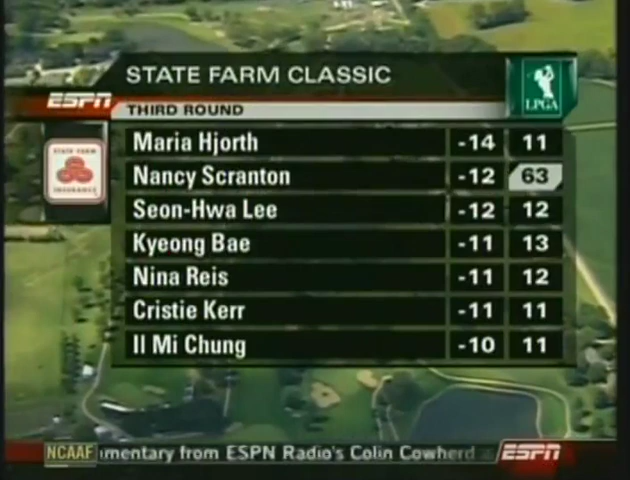 STATE FARM CLASSIC
ESPN
LPGA
THIRD ROUND
STATE FARM
INSURANCE
Maria Hjorth -14 11
Nancy Scranton -12 63
Seon-Hwa Lee -12 12
Kyeong Bae -11 13
Nina Reis -11 12
Cristie Kerr -11 11
Il Mi Chung -10 11
NCAAF mentary from ESPN Radio's Colin Cowherd a ESPN